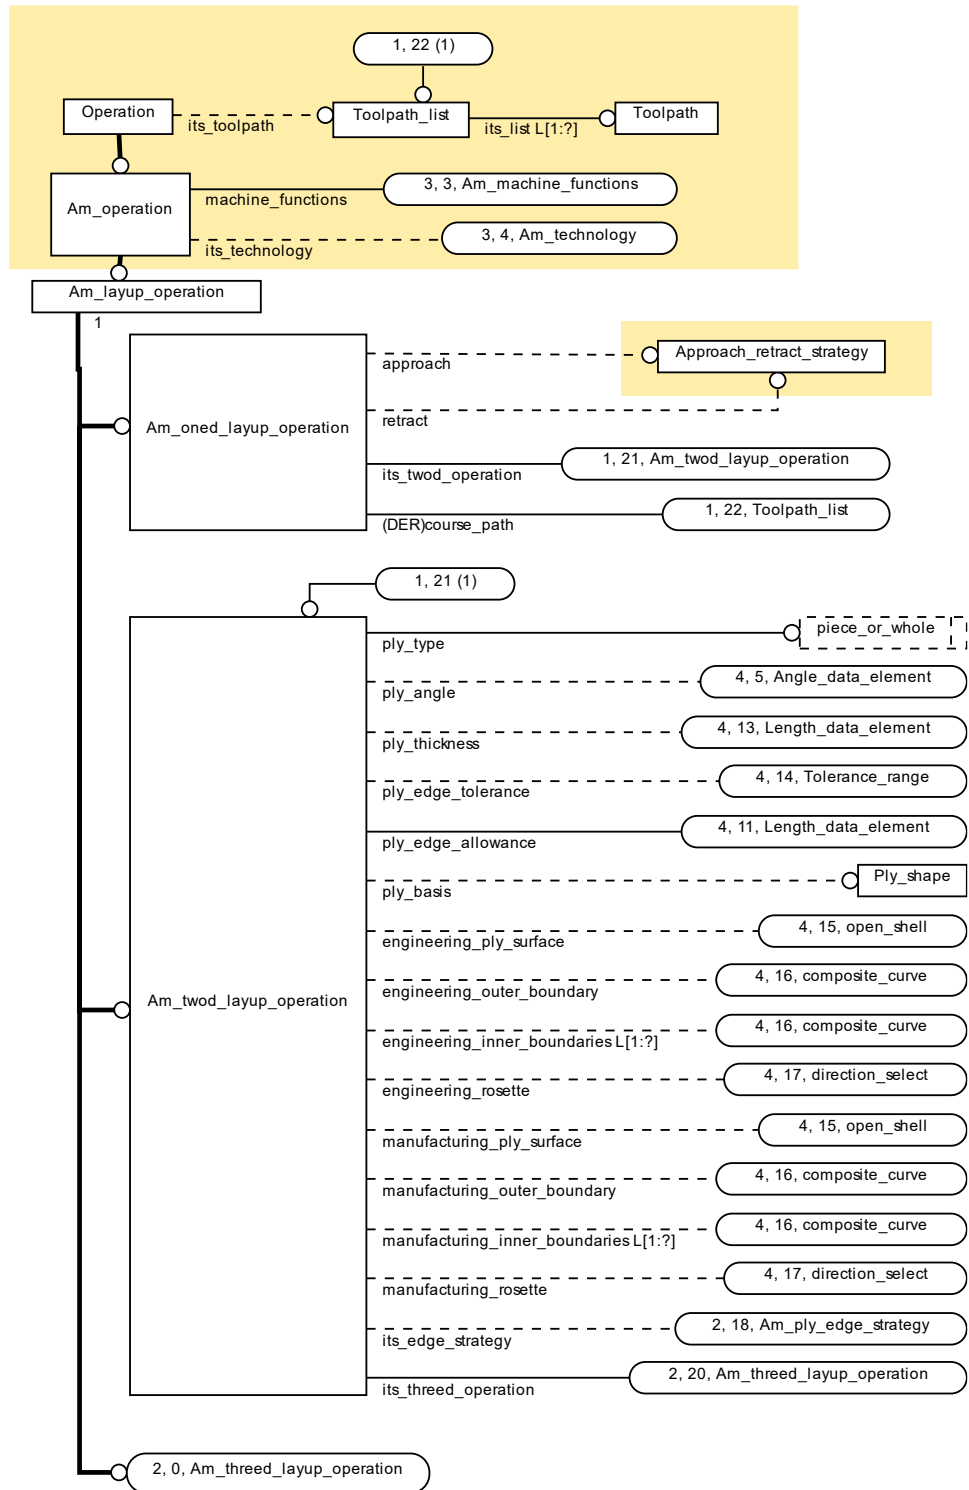 1, 22 (1)
Operation
its_toolpath
Toolpath_list
its_list L[1:?]
Toolpath
Am_operation
machine_functions
3, 3, Am_machine_functions
its_technology
3, 4, Am_technology
Am_layup_operation
1
Am_oned_layup_operation
approach
Approach_retract_strategy
retract
its_twod_operation
1, 21, Am_twod_layup_operation
(DER)course_path
1, 22, Toolpath_list
1, 21 (1)
Am_twod_layup_operation
ply_type
piece_or_whole
ply_angle
4, 5, Angle_data_element
ply_thickness
4, 13, Length_data_element
ply_edge_tolerance
4, 14, Tolerance_range
ply_edge_allowance
4, 11, Length_data_element
ply_basis
Ply_shape
engineering_ply_surface
4, 15, open_shell
engineering_outer_boundary
4, 16, composite_curve
engineering_inner_boundaries L[1:?]
4, 16, composite_curve
engineering_rosette
4, 17, direction_select
manufacturing_ply_surface
4, 15, open_shell
manufacturing_outer_boundary
4, 16, composite_curve
manufacturing_inner_boundaries L[1:?]
4, 16, composite_curve
manufacturing_rosette
4, 17, direction_select
its_edge_strategy
2, 18, Am_ply_edge_strategy
its_threed_operation
2, 20, Am_threed_layup_operation
2, 0, Am_threed_layup_operation